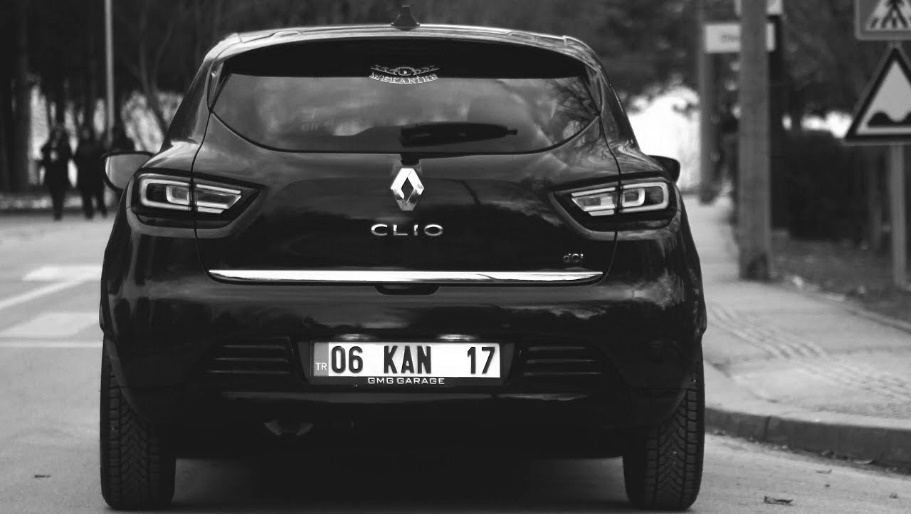 CLIO
dCi
TR 06 KAN 17
GMG GARAGE